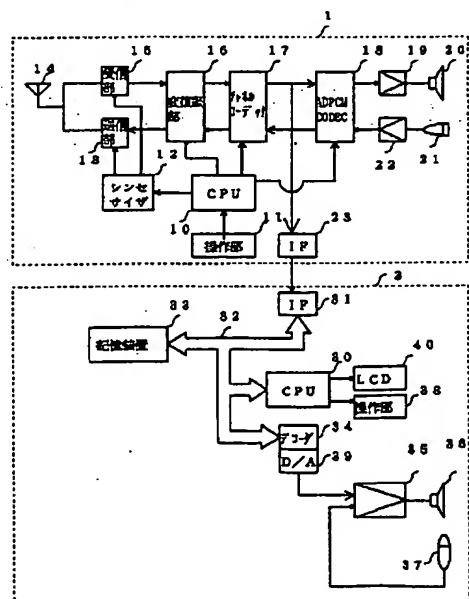 1
14
15
16
17
18
19
20
受信部
変復調部
チャネルコーデック
ADPCM
CODEC
送信部
13
12
シンセサイザ
CPU
10
操作部
11
22
21
IF
23
2
IF
31
32
33
記憶装置
CPU
30
LCD
40
操作部
38
デコーダ
34
D/A
39
35
36
37